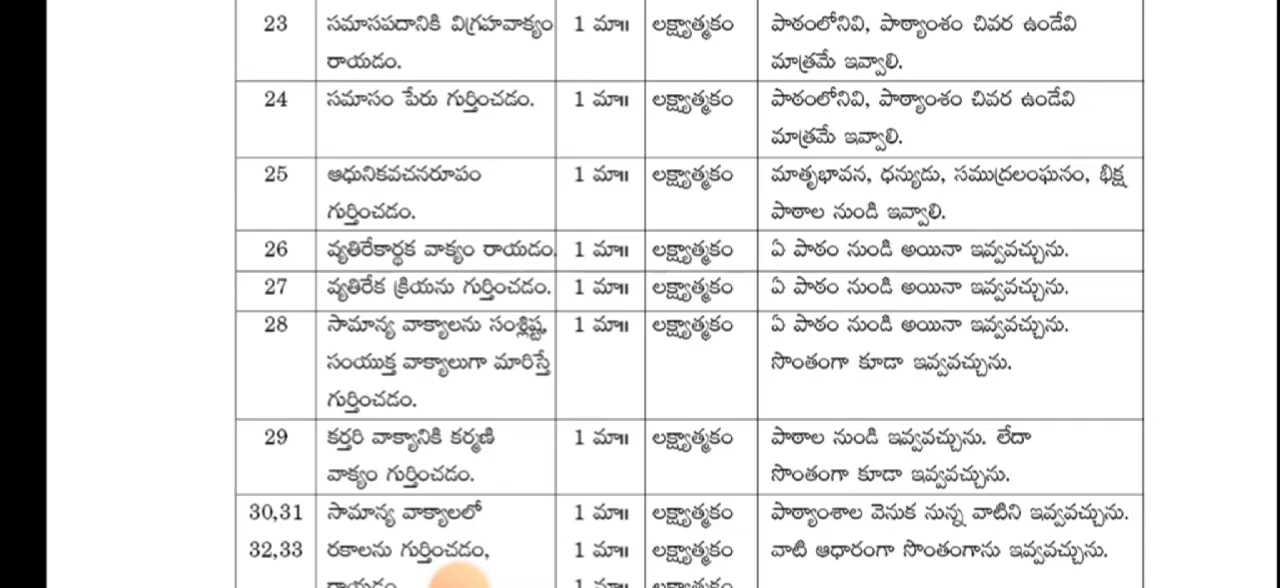 23 సమాసపదానికి విగ్రహవాక్యం 1 మా॥ లక్ష్యాత్మకం పాఠంలోనివి, పాఠ్యాంశం చివర ఉండేవి
రాయడం. మాత్రమే ఇవ్వాలి.
24 సమాసం పేరు గుర్తించడం. 1 మా॥ లక్ష్యాత్మకం పాఠంలోనివి, పాఠ్యాంశం చివర ఉండేవి
మాత్రమే ఇవ్వాలి.
25 ఆధునికవచనరూపం 1 మా॥ లక్ష్యాత్మకం మాతృభావన, ధన్యుడు, సముద్రలంఘనం, భిక్ష
గుర్తించడం. పాఠాల నుండి ఇవ్వాలి.
26 వ్యతిరేకార్థక వాక్యం రాయడం. 1 మా॥ లక్ష్యాత్మకం ఏ పాఠం నుండి అయినా ఇవ్వవచ్చును.
27 వ్యతిరేక క్రియను గుర్తించడం. 1 మా॥ లక్ష్యాత్మకం ఏ పాఠం నుండి అయినా ఇవ్వవచ్చును.
28 సామాన్య వాక్యాలను సంశ్లిష్ట, 1 మా॥ లక్ష్యాత్మకం ఏ పాఠం నుండి అయినా ఇవ్వవచ్చును.
సంయుక్త వాక్యాలుగా మారిస్తే సొంతంగా కూడా ఇవ్వవచ్చును.
గుర్తించడం.
29 కర్తరి వాక్యానికి కర్మణి 1 మా॥ లక్ష్యాత్మకం పాఠాల నుండి ఇవ్వవచ్చును. లేదా
వాక్యం గుర్తించడం. సొంతంగా కూడా ఇవ్వవచ్చును.
30,31 సామాన్య వాక్యాలలో 1 మా॥ లక్ష్యాత్మకం పాఠ్యాంశాల వెనుక నున్న వాటిని ఇవ్వవచ్చును.
32,33 రకాలను గుర్తించడం, 1 మా॥ లక్ష్యాత్మకం వాటి ఆధారంగా సొంతంగాను ఇవ్వవచ్చును.